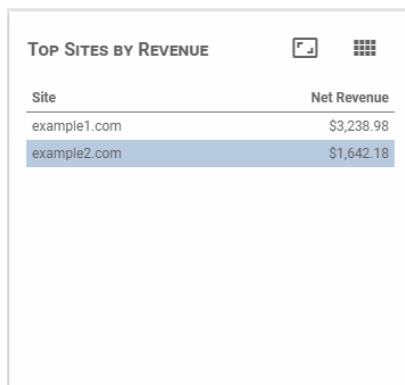 Top Sites by Revenue
Site Net Revenue
example1.com $3,238.98
example2.com $1,642.18